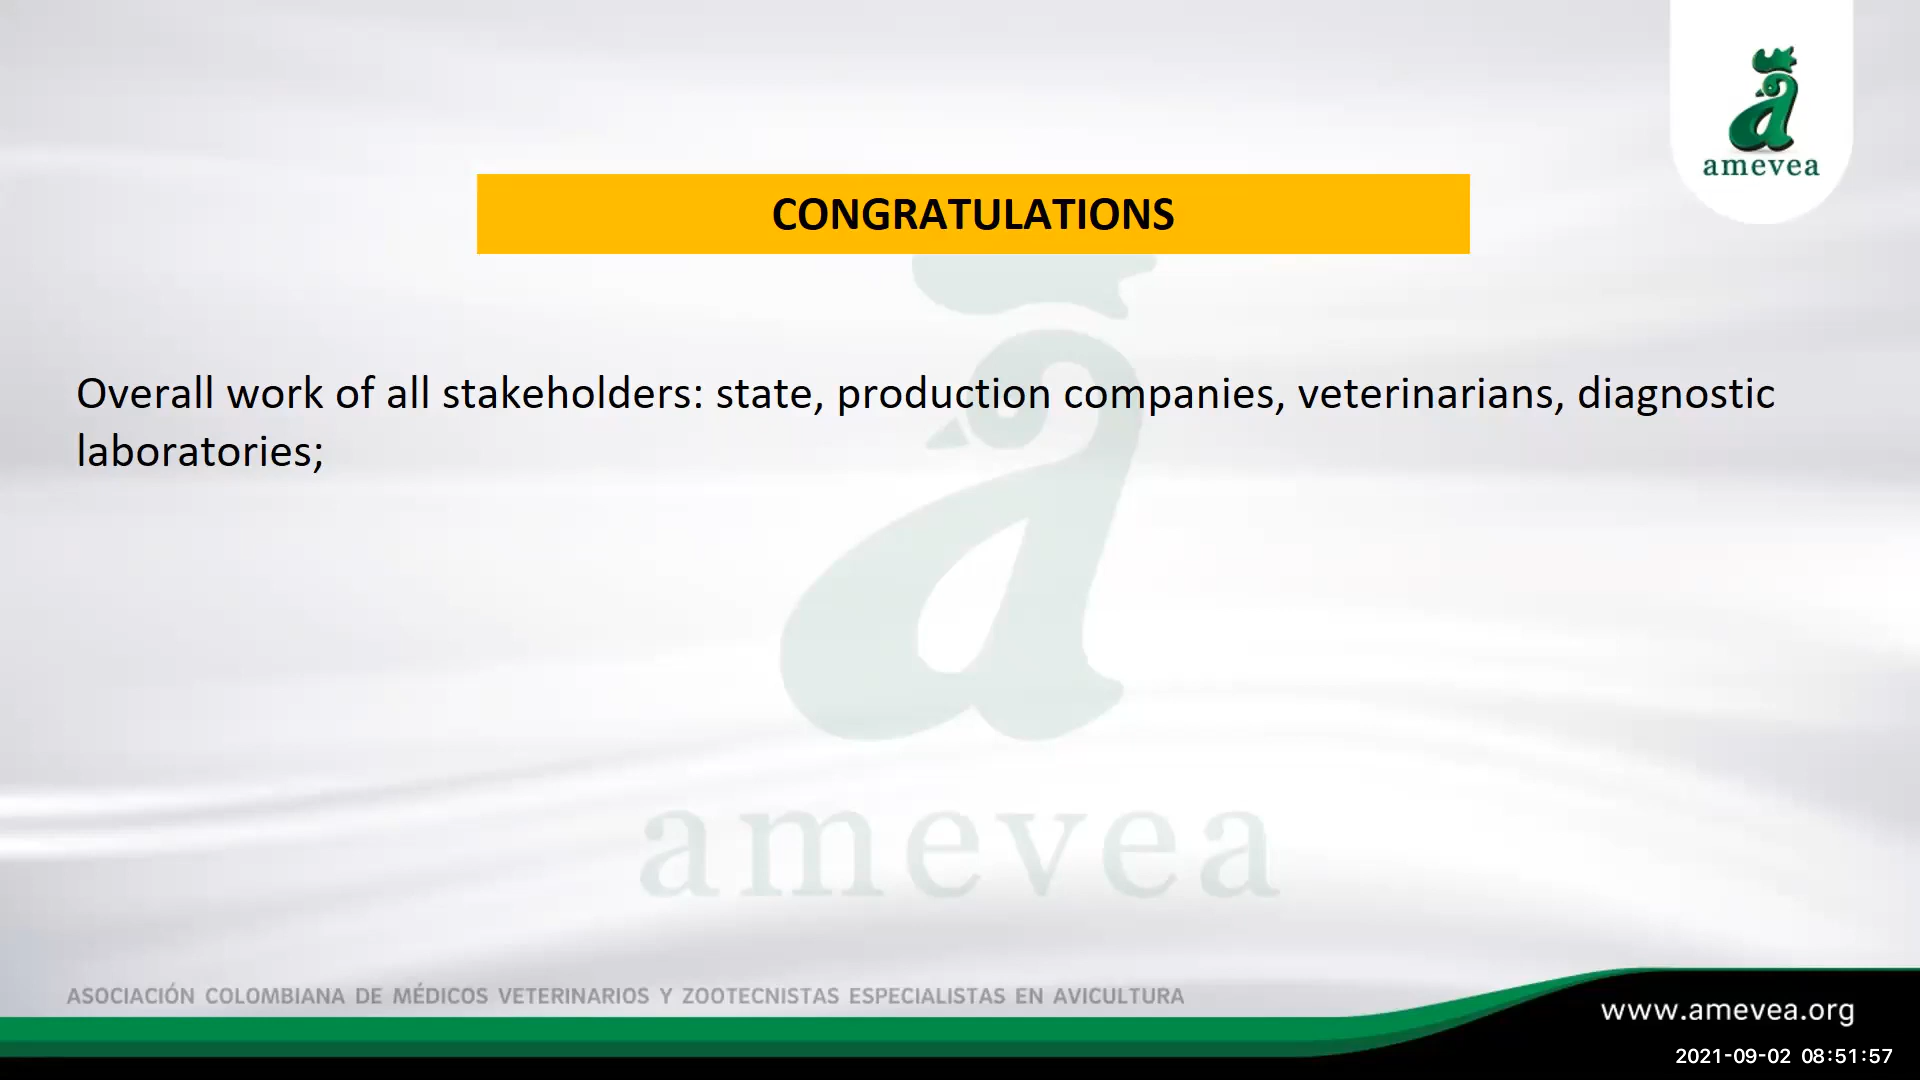 amevea
CONGRATULATIONS
Overall work of all stakeholders: state, production companies, veterinarians, diagnostic
laboratories;
amevea
ASOCIACIÓN COLOMBIANA DE MÉDICOS VETERINARIOS Y ZOOTECNISTAS ESPECIALISTAS EN AVICULTURA
www.amevea.org
2021-09-02 08:51:57